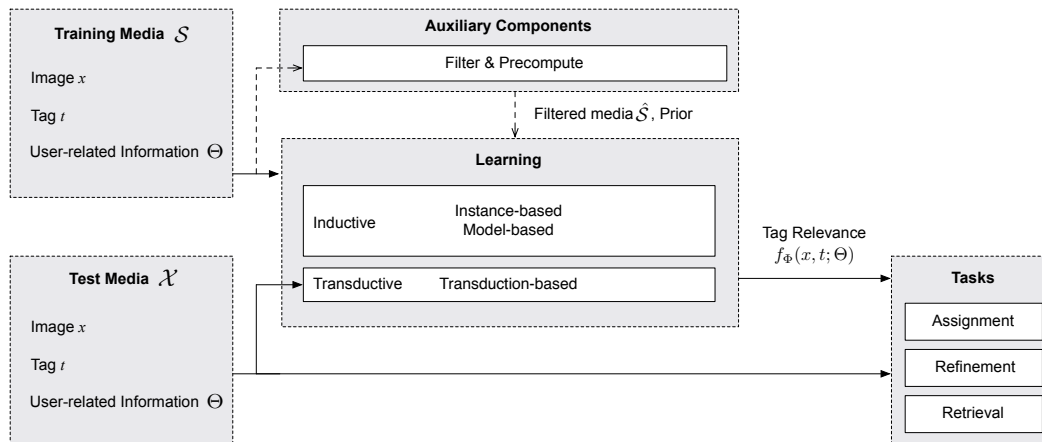 Training Media 𝒮
Image x
Tag t
User-related Information Θ
Auxiliary Components
Filter & Precompute
Filtered media 𝒮̂, Prior
Learning
Inductive
Instance-based
Model-based
Transductive Transduction-based
Tag Relevance
f_Φ(x, t; Θ)
Test Media 𝒳
Image x
Tag t
User-related Information Θ
Tasks
Assignment
Refinement
Retrieval